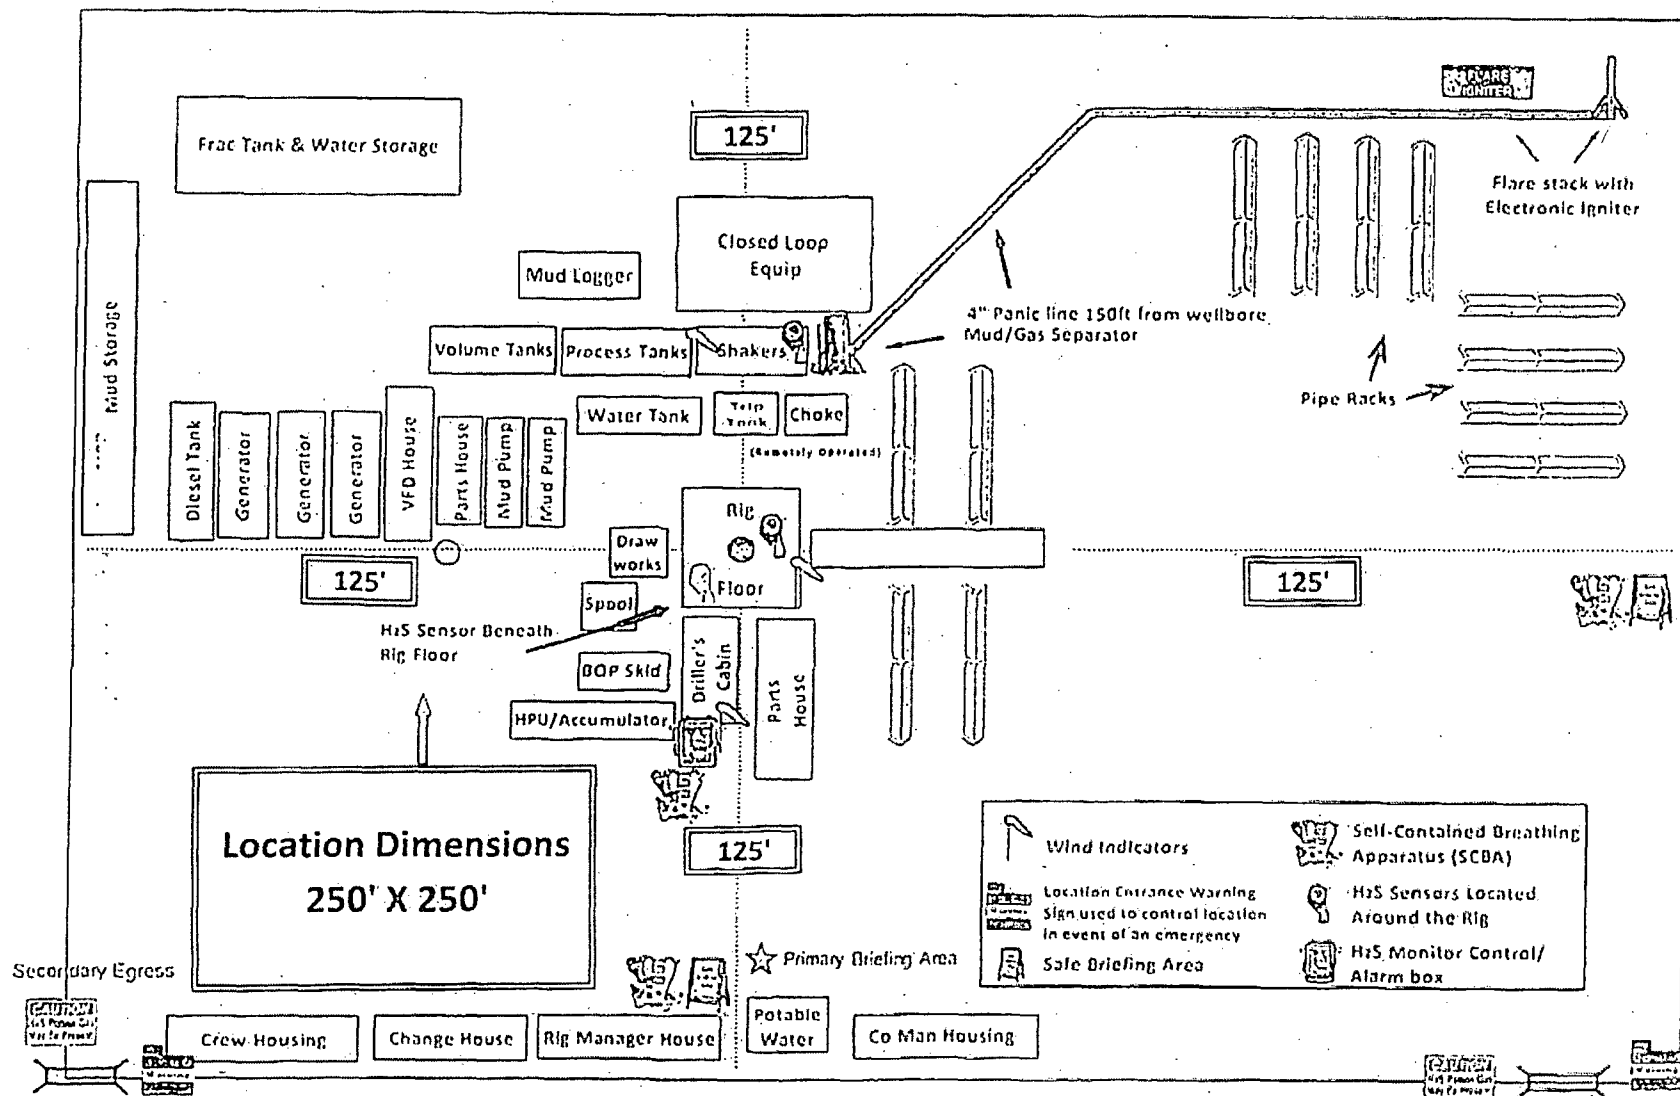 FLARE
IGNITER
125'
Frac Tank & Water Storage
Flare stack with
Electronic Igniter
Closed Loop
Equip
Mud Logger
4" Panic line 150ft from wellbore
Mud/Gas Separator
Mud Storage
Volume Tanks
Process Tanks
Shakers
Pipe Racks
Water Tank
Trip
Tank
Choke
(Remotely Operated)
Diesel Tank
Generator
Generator
Generator
VFD House
Parts House
Mud Pump
Mud Pump
Rig
Floor
Draw
works
125'
125'
Spool
H2S Sensor Beneath
Rig Floor
BOP Skid
Driller's
Cabin
Parts
House
HPU/Accumulator
Location Dimensions
250' X 250'
125'
Wind Indicators
Self-Contained Breathing
Apparatus (SCBA)
Location Entrance Warning
Sign used to control location
in event of an emergency
H2S Sensors Located
Around the Rig
Safe Briefing Area
H2S Monitor Control/
Alarm box
Primary Briefing Area
Secondary Egress
CAUTION
Crew Housing
Change House
Rig Manager House
Potable
Water
Co Man Housing
CAUTION